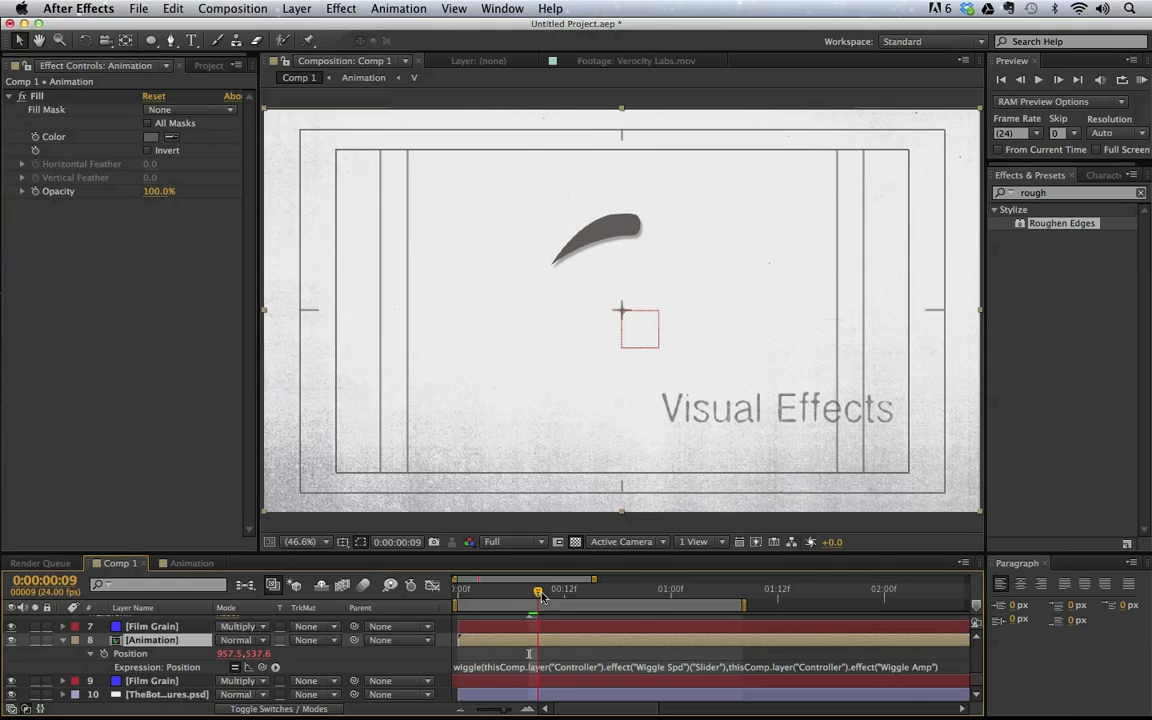 After Effects File Edit Composition Layer Effect Animation View Window Help 6
Untitled Project.aep *
Workspace: Standard Search Help
Effect Controls: Animation Project
Composition: Comp 1 Layer: (none) Footage: Verocity Labs.mov
Preview
Comp 1 • Animation
Comp 1 Animation V
fx Fill Reset Abo
Fill Mask None
All Masks
Color
Invert
Horizontal Feather 0.0
Vertical Feather 0.0
Opacity 100.0%
RAM Preview Options
Frame Rate Skip Resolution
(24) 0 Auto
From Current Time Full Screen
Effects & Presets Characte
rough
Stylize
Roughen Edges
Visual Effects
(46.6%) 0:00:00:09 Full Active Camera 1 View +0.0
Render Queue Comp 1 Animation
Paragraph
0:00:00:09
00009 (24.00 fps)
:00f 00:12f 01:00f 01:12f 02:00f
# Layer Name Mode T TrkMat Parent
0 px 0 px
0 px 0 px
0 px
7 [Film Grain] Multiply None None
8 [Animation] Normal None None
Position 957.5,537.6
Expression: Position wiggle(thisComp.layer("Controller").effect("Wiggle Spd")("Slider"),thisComp.layer("Controller").effect("Wiggle Amp")
9 [Film Grain] Multiply None None
10 [TheBot...ures.psd] Normal None None
Toggle Switches / Modes